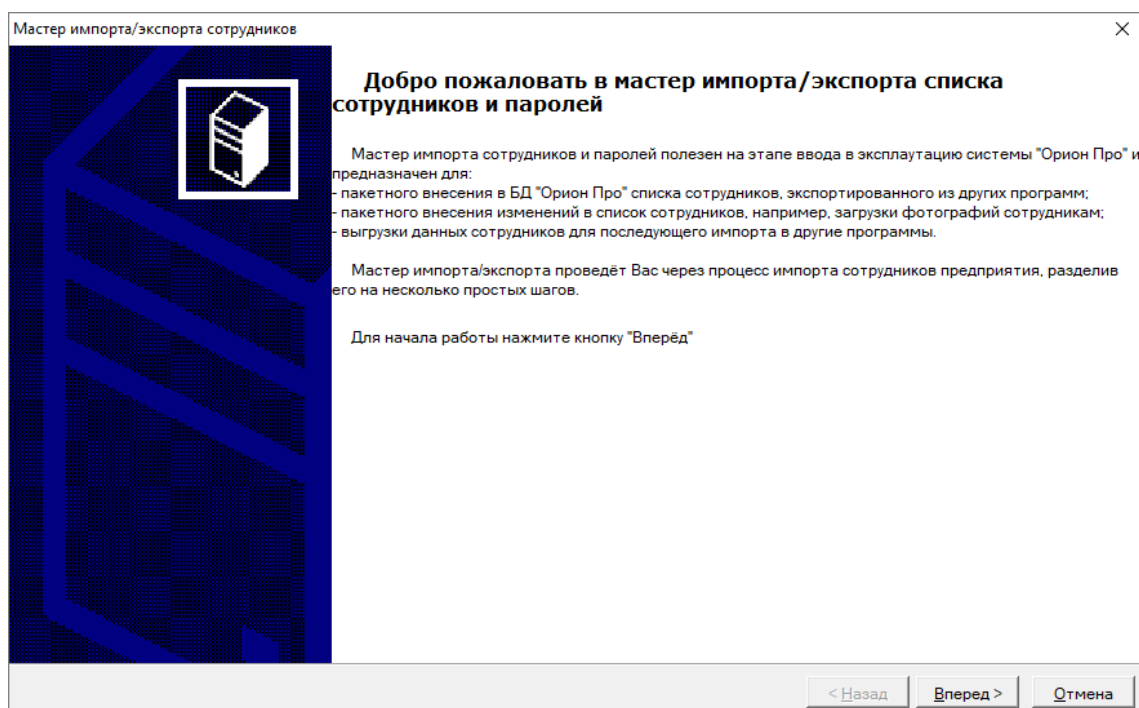 Мастер импорта/экспорта сотрудников
Добро пожаловать в мастер импорта/экспорта списка
сотрудников и паролей
Мастер импорта сотрудников и паролей полезен на этапе ввода в эксплаутацию системы "Орион Про" и
предназначен для:
- пакетного внесения в БД "Орион Про" списка сотрудников, экспортированного из других программ;
- пакетного внесения изменений в список сотрудников, например, загрузки фотографий сотрудникам;
- выгрузки данных сотрудников для последующего импорта в другие программы.
Мастер импорта/экспорта проведёт Вас через процесс импорта сотрудников предприятия, разделив
его на несколько простых шагов.
Для начала работы нажмите кнопку "Вперёд"
< Назад Вперед > Отмена